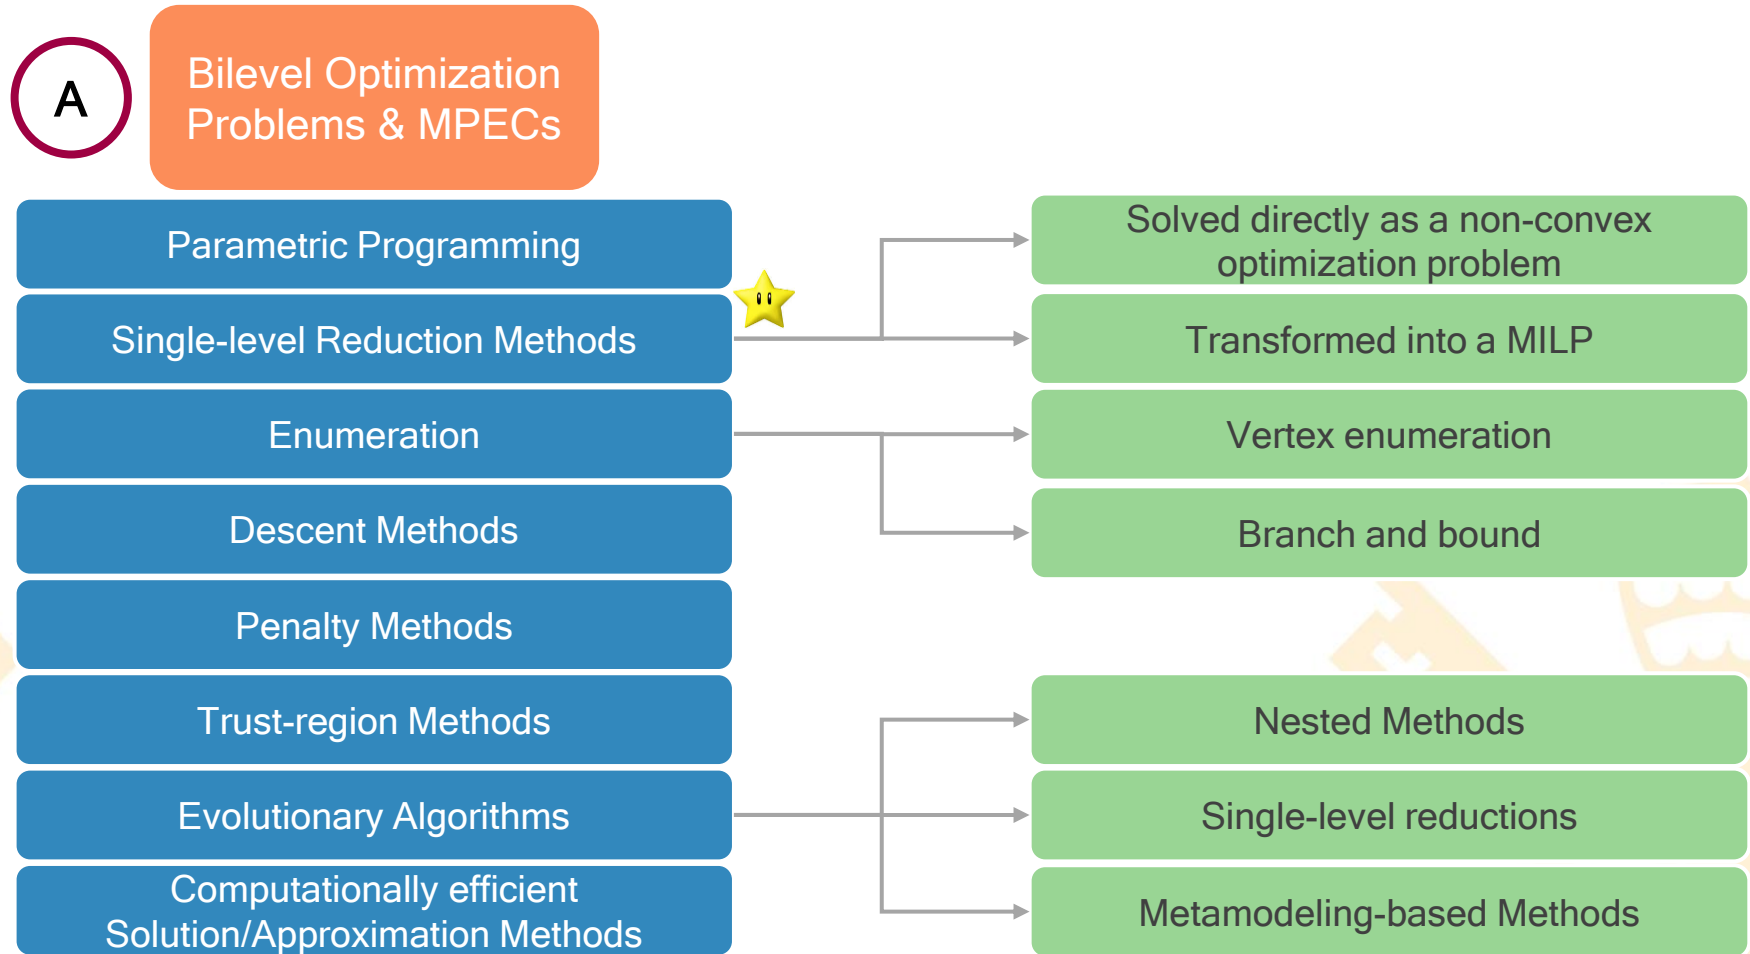 A
Bilevel Optimization
Problems & MPECs
Parametric Programming
Single-level Reduction Methods
Enumeration
Descent Methods
Penalty Methods
Trust-region Methods
Evolutionary Algorithms
Computationally efficient
Solution/Approximation Methods
Solved directly as a non-convex
optimization problem
Transformed into a MILP
Vertex enumeration
Branch and bound
Nested Methods
Single-level reductions
Metamodeling-based Methods